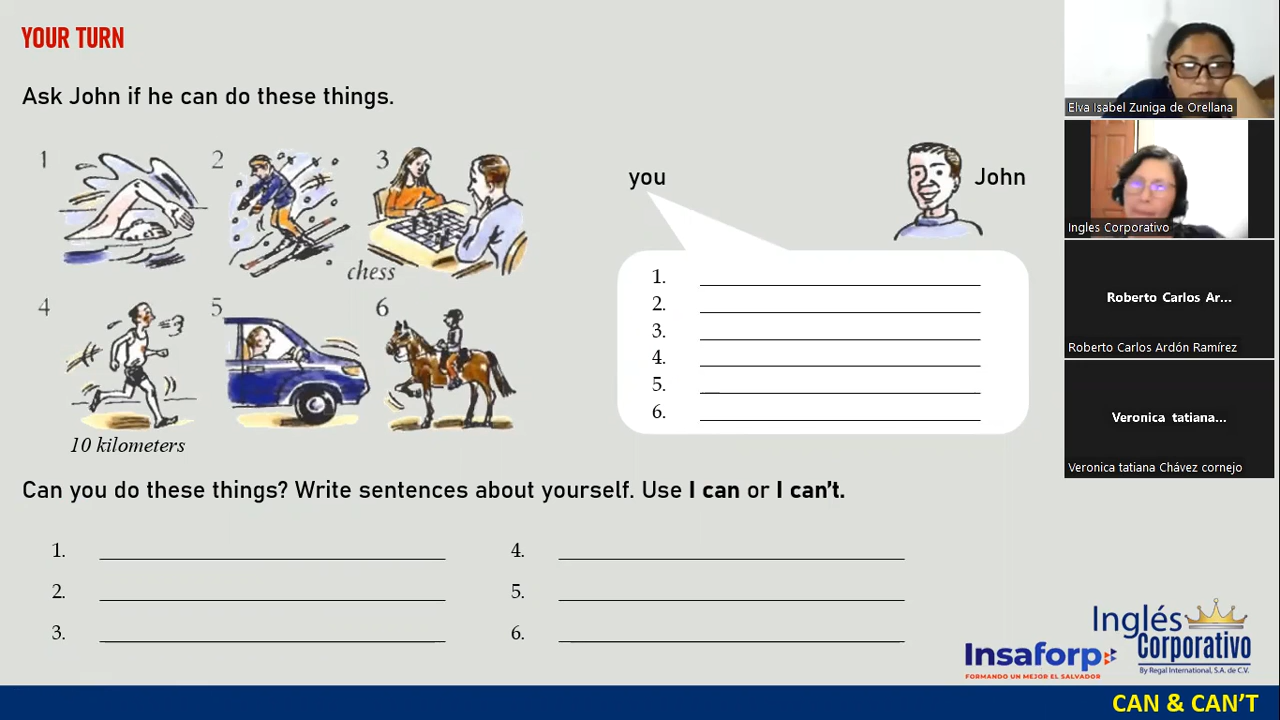 YOUR TURN
Ask John if he can do these things.
1
2
3
chess
4
5
6
10 kilometers
you
John
1.
2.
3.
4.
5.
6.
Can you do these things? Write sentences about yourself. Use I can or I can't.
1.
2.
3.
4.
5.
6.
Elva Isabel Zuniga de Orellana
Ingles Corporativo
Roberto Carlos Ar...
Roberto Carlos Ardón Ramírez
Veronica tatiana...
Veronica tatiana Chávez cornejo
Insaforp
FORMANDO UN MEJOR EL SALVADOR
Inglés
Corporativo
By Regal International, S.A. de C.V.
CAN & CAN'T